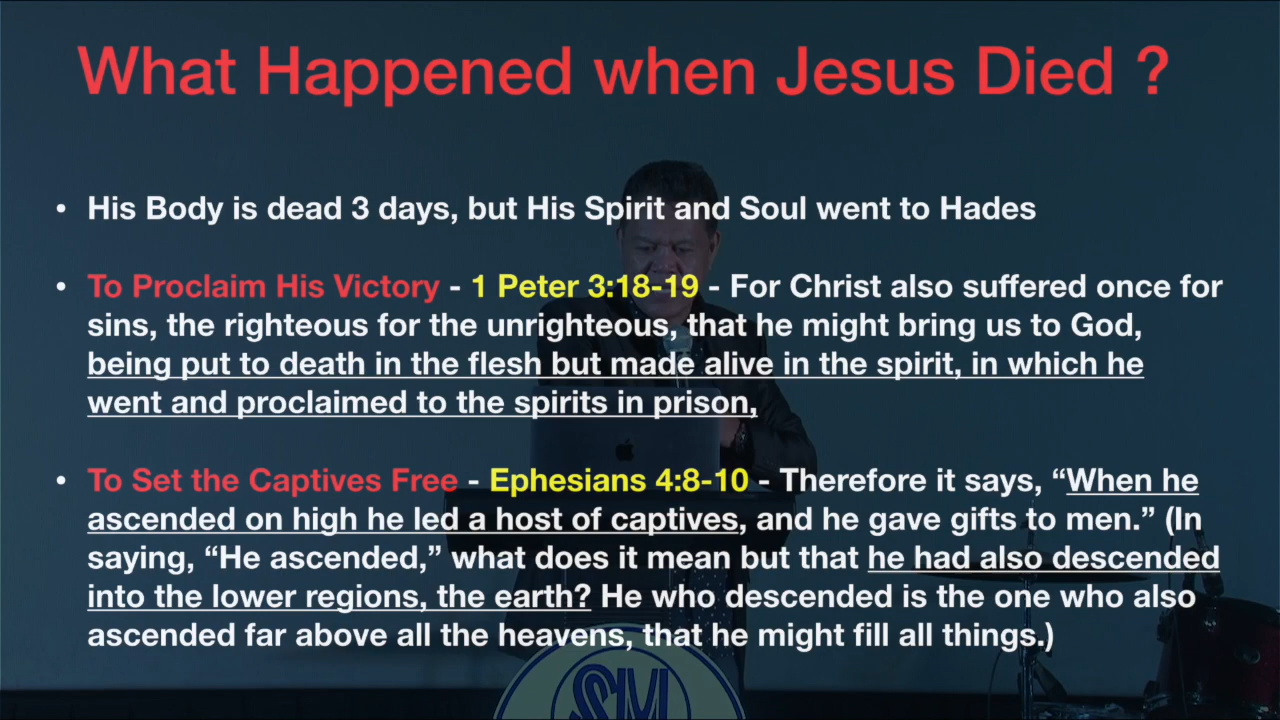 What Happened when Jesus Died ?
• His Body is dead 3 days, but His Spirit and Soul went to Hades
• To Proclaim His Victory - 1 Peter 3:18-19 - For Christ also suffered once for
sins, the righteous for the unrighteous, that he might bring us to God,
being put to death in the flesh but made alive in the spirit, in which he
went and proclaimed to the spirits in prison,
• To Set the Captives Free - Ephesians 4:8-10 - Therefore it says, “When he
ascended on high he led a host of captives, and he gave gifts to men.” (In
saying, “He ascended,” what does it mean but that he had also descended
into the lower regions, the earth? He who descended is the one who also
ascended far above all the heavens, that he might fill all things.)
SM